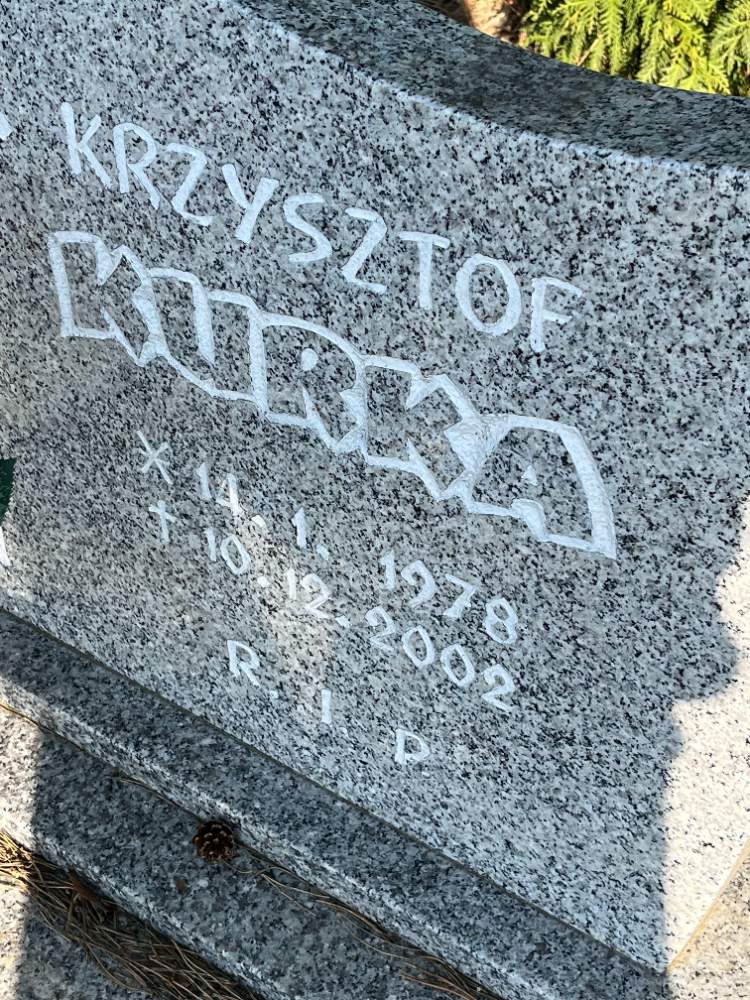 KRZYSZTOF
KURKA
* 14. 1. 1978
† 10.12.2002
R. I. P.